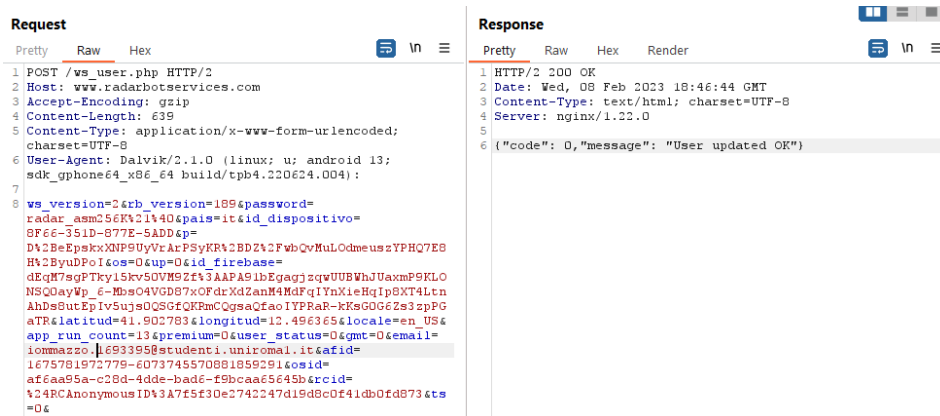 Request
Pretty Raw Hex
\n
1 POST /ws_user.php HTTP/2
2 Host: www.radarbotservices.com
3 Accept-Encoding: gzip
4 Content-Length: 639
5 Content-Type: application/x-www-form-urlencoded;
charset=UTF-8
6 User-Agent: Dalvik/2.1.0 (linux; u; android 13;
sdk_gphone64_x86_64 build/tpb4.220624.004):
7
8 ws_version=2&rb_version=189&password=
radar_asm256K%21%40&pais=it&id_dispositivo=
8F66-351D-877E-5ADD&p=
D%2BeEpskxXNP9UyVrArPSyKR%2BDZ%2FwbQvMuLOdmeuszYPHQ7E8
H%2ByuDPoI&os=0&up=0&id_firebase=
dEqM7sgPTky15kv50VM9Zf%3AAPA91bEgagjzqwUUBWhJUaxmP9KLO
NSQ0ayWp_6-MbsO4VGD87xOFdrXdZanM4MdFqIYnXieHqIp8XT4Ltn
AhDs8utEpIv5ujs0QSGfQKRmCQgsaQfaoIYPRaR-kKsG0G6Zs3zpPG
aTR&latitud=41.902783&longitud=12.496365&locale=en_US&
app_run_count=13&premium=0&user_status=0&gmt=0&email=
iommazzo.1693395@studenti.uniroma1.it&afid=
1675781972779-6073745570881859291&osid=
af6aa95a-c28d-4dde-bad6-f9bcaa65645b&rcid=
%24RCAnonymousID%3A7f5f30e2742247d19d8c0f41db0fd873&ts
=0&
Response
Pretty Raw Hex Render
\n
1 HTTP/2 200 OK
2 Date: Wed, 08 Feb 2023 18:46:44 GMT
3 Content-Type: text/html; charset=UTF-8
4 Server: nginx/1.22.0
5
6 {"code": 0,"message": "User updated OK"}